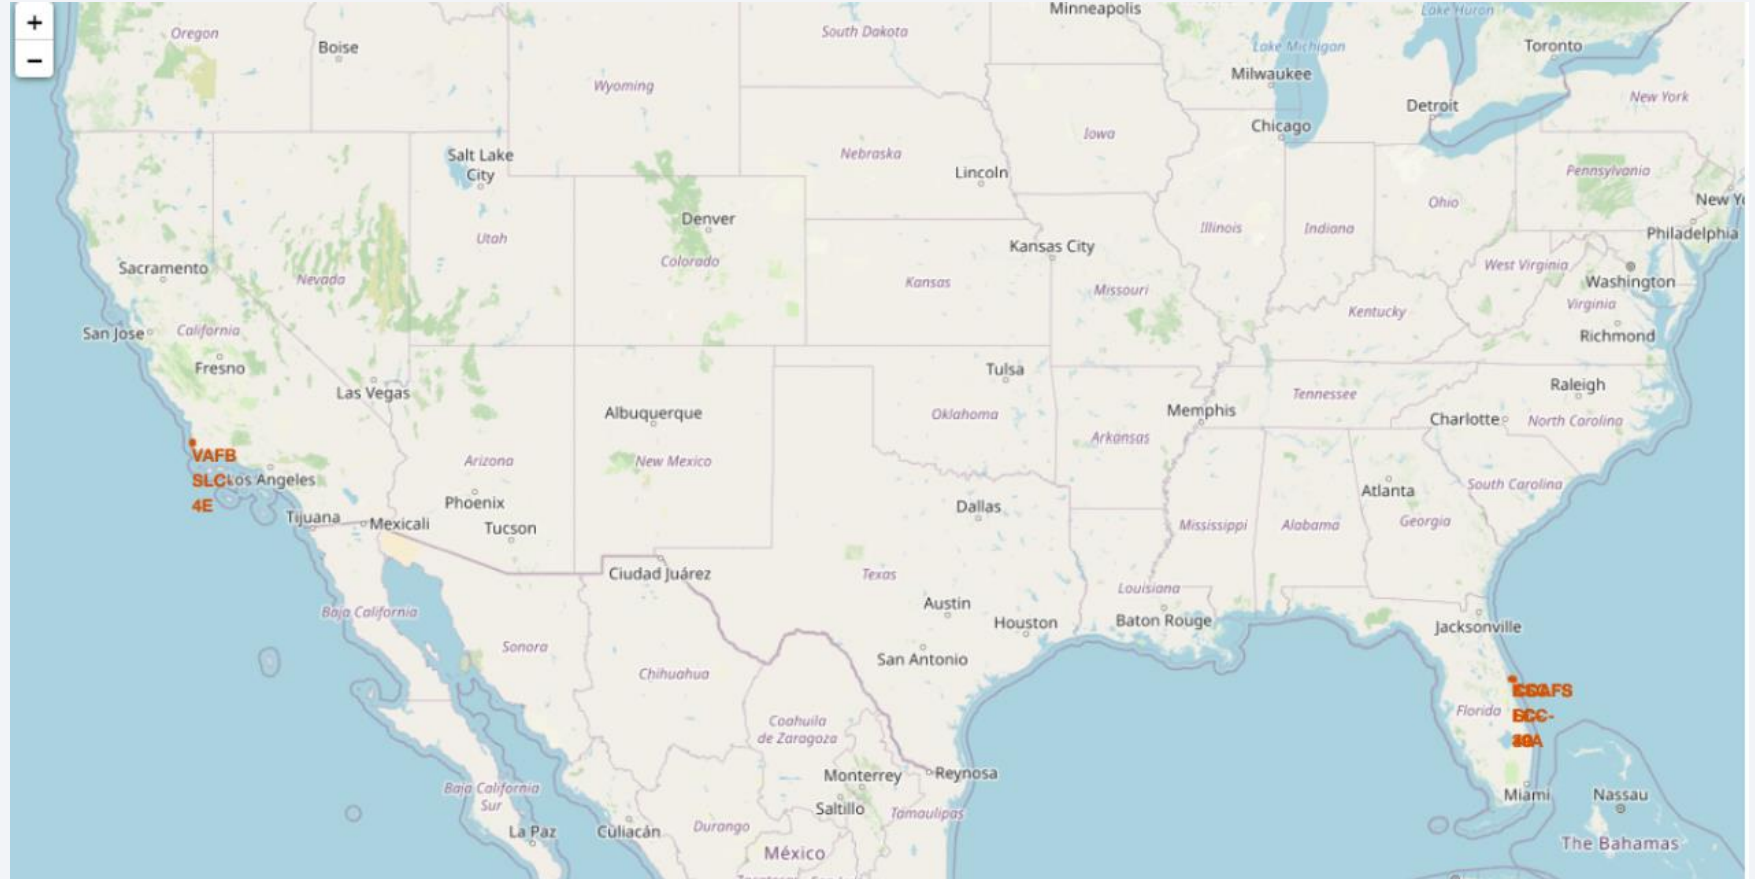 +
−
Minneapolis
Lake Huron
Oregon
South Dakota
Boise
Lake Michigan
Toronto
Milwaukee
Wyoming
New York
Detroit
Chicago
Iowa
Salt Lake
City
Nebraska
Lincoln
Pennsylvania
New Yo
Ohio
Denver
Illinois
Indiana
Philadelphia
Utah
Kansas City
Colorado
Sacramento
West Virginia
Nevada
Kansas
Missouri
Washington
Virginia
Kentucky
San Jose
California
Richmond
Fresno
Tulsa
Las Vegas
Raleigh
Tennessee
Albuquerque
Oklahoma
Memphis
Charlotte
North Carolina
Arkansas
VAFB
Arizona
New Mexico
SLC-
Los Angeles
South Carolina
Atlanta
4E
Phoenix
Dallas
Tijuana
Mexicali
Tucson
Mississippi
Alabama
Georgia
Ciudad Juárez
Texas
Louisiana
Austin
Baja California
Houston
Baton Rouge
Jacksonville
Sonora
San Antonio
Chihuahua
Florida
Coahuila
de Zaragoza
Monterrey
Reynosa
Baja California
Sur
Miami
Nassau
Saltillo
Tamaulipas
La Paz
Culiacán
Durango
The Bahamas
México